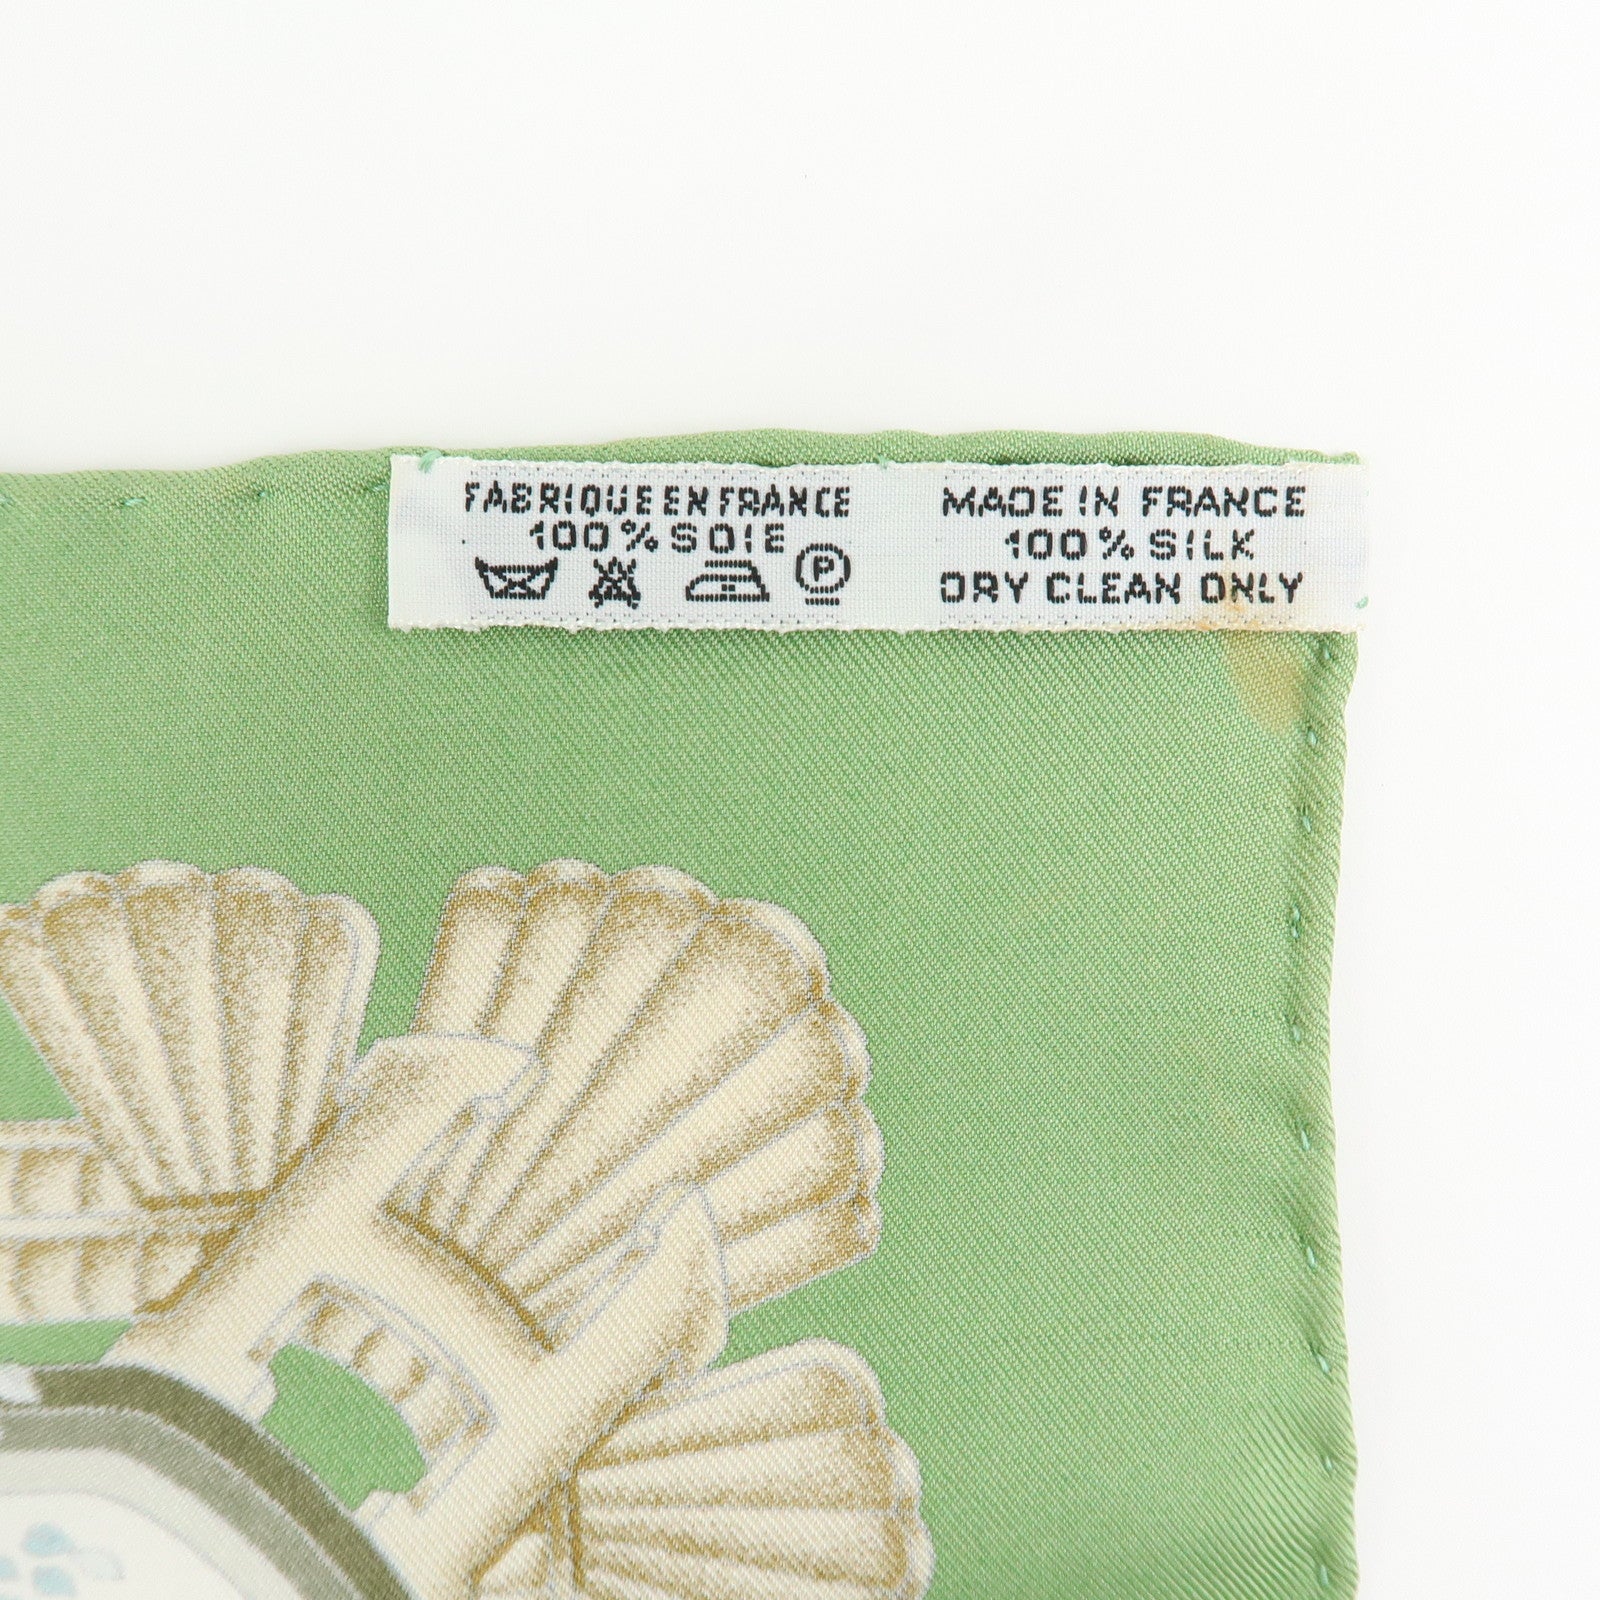 FABRIQUE EN FRANCE
100% SOIE
P
MADE IN FRANCE
100% SILK
DRY CLEAN ONLY